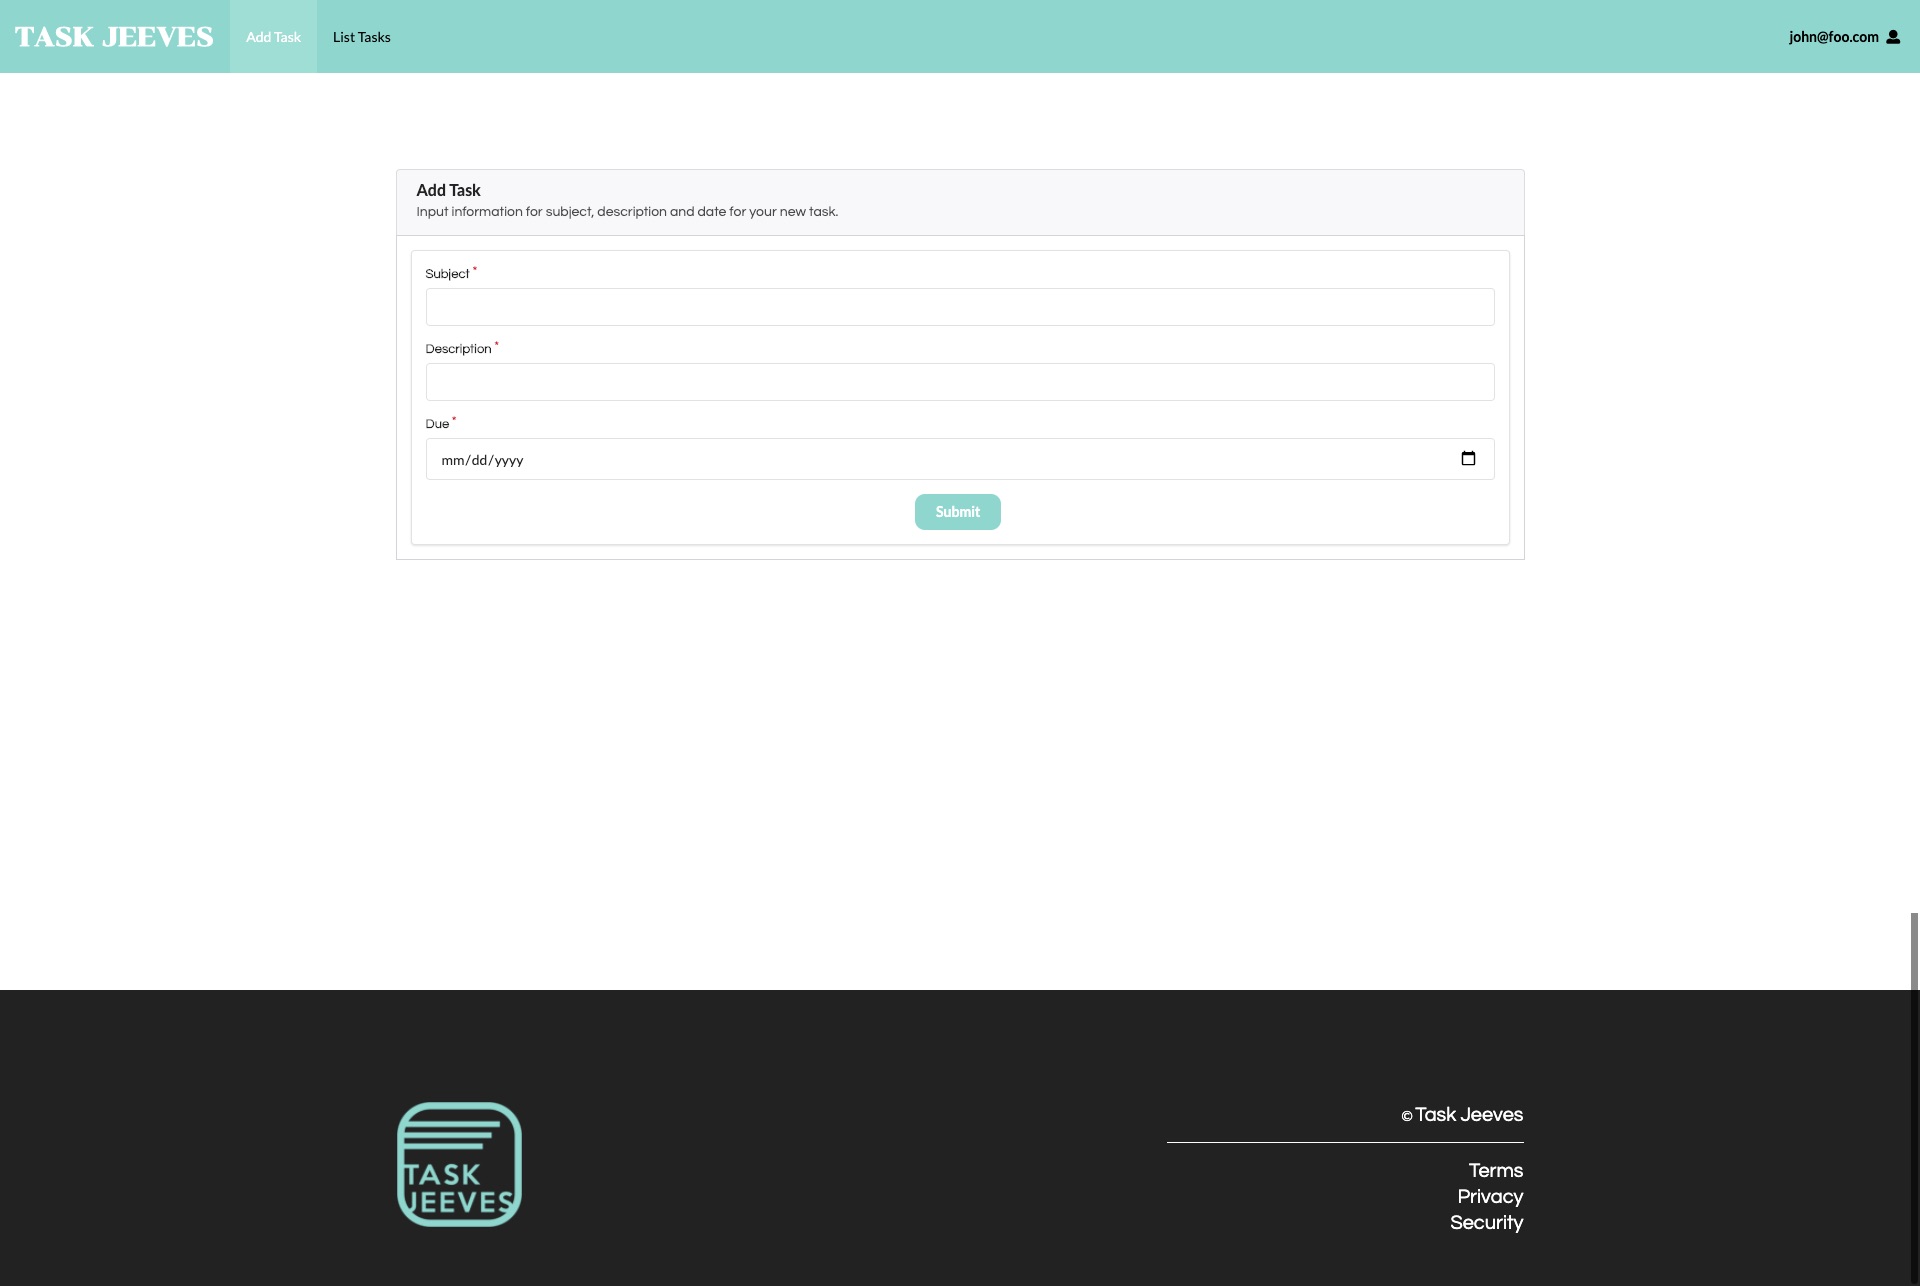 TASK JEEVES
Add Task
List Tasks
john@foo.com
Add Task
Input information for subject, description and date for your new task.
Subject *
Description *
Due *
mm/dd/yyyy
Submit
TASK
JEEVES
© Task Jeeves
Terms
Privacy
Security